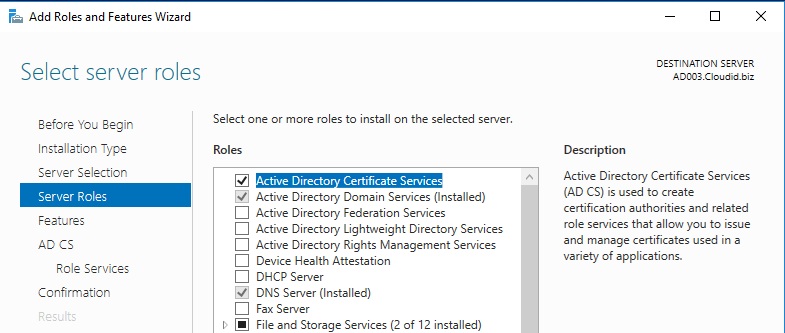 Add Roles and Features Wizard
Select server roles
DESTINATION SERVER
AD003.Cloudid.biz
Before You Begin
Installation Type
Server Selection
Server Roles
Features
AD CS
Role Services
Confirmation
Results
Select one or more roles to install on the selected server.
Roles
Active Directory Certificate Services
Active Directory Domain Services (Installed)
Active Directory Federation Services
Active Directory Lightweight Directory Services
Active Directory Rights Management Services
Device Health Attestation
DHCP Server
DNS Server (Installed)
Fax Server
File and Storage Services (2 of 12 installed)
Description
Active Directory Certificate Services
(AD CS) is used to create
certification authorities and related
role services that allow you to issue
and manage certificates used in a
variety of applications.